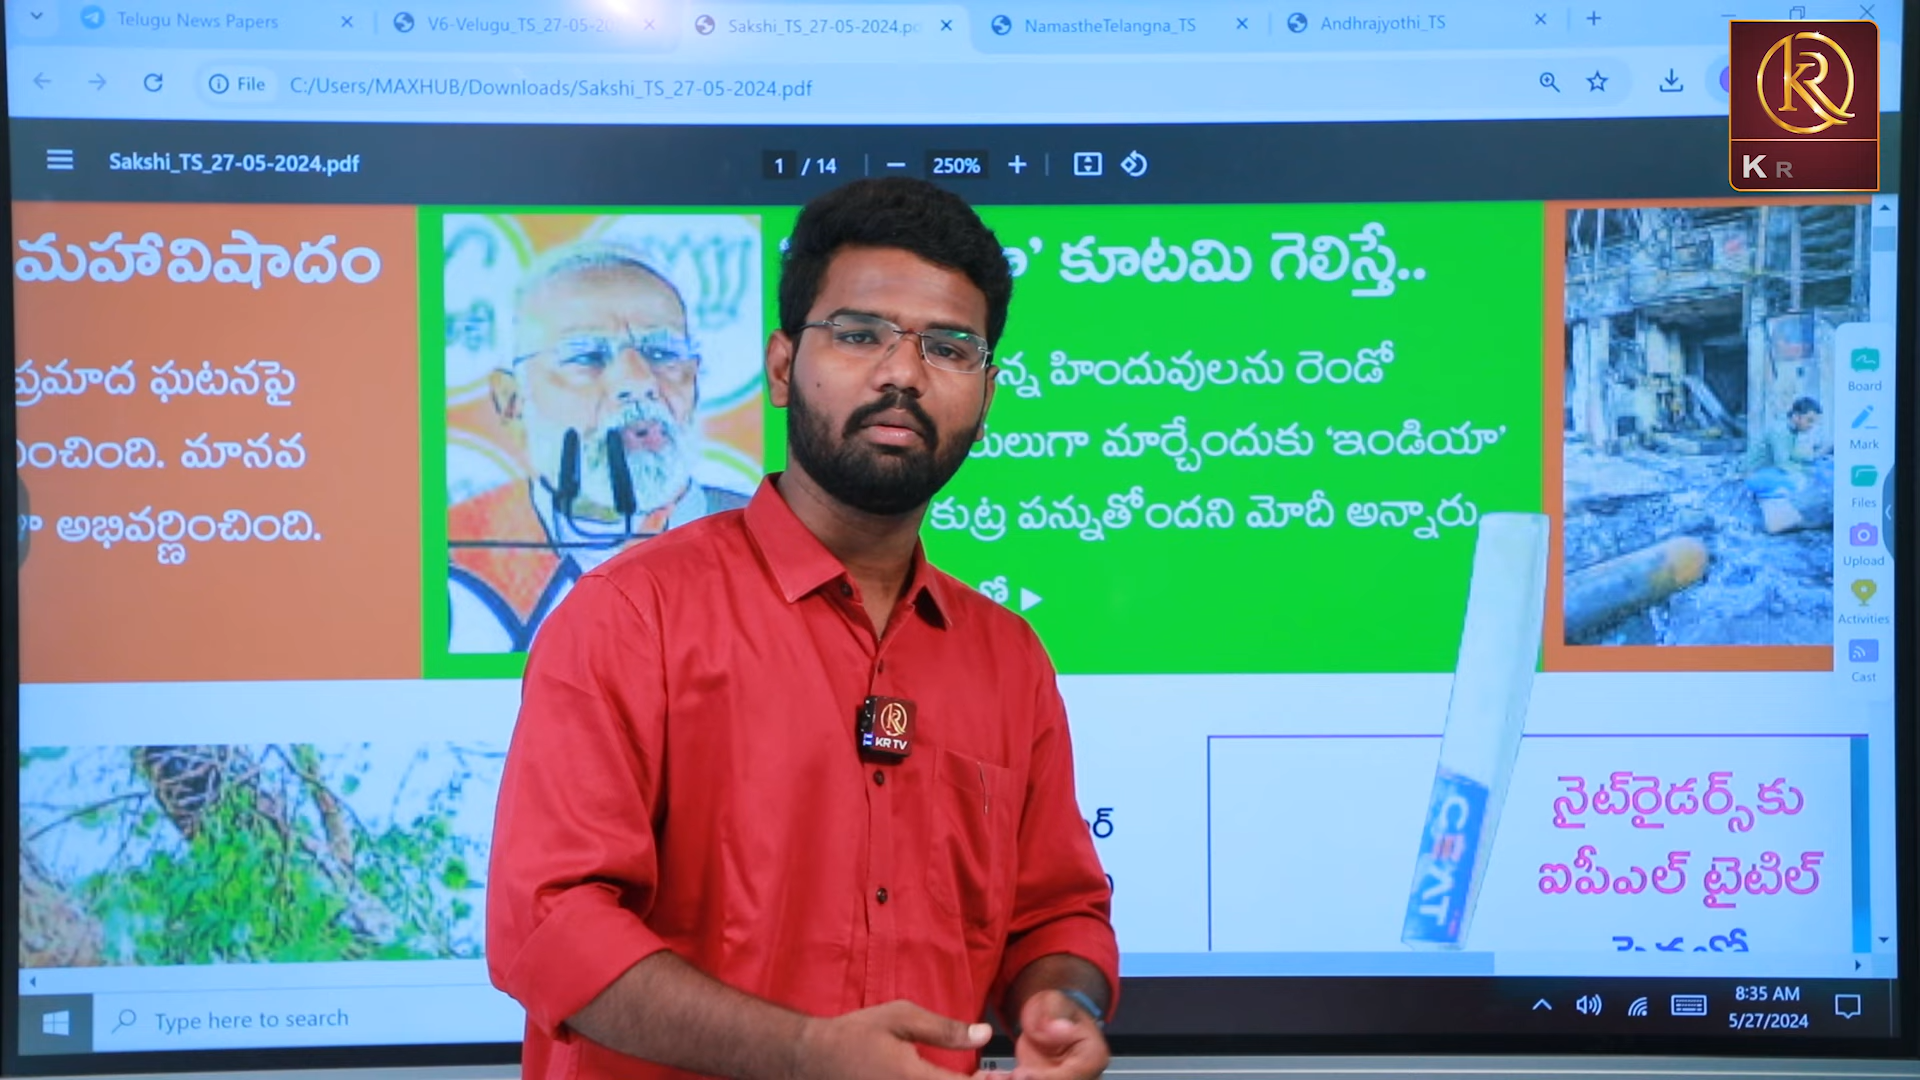 Telugu News Papers
V6-Velugu_TS_27-05-20
Sakshi_TS_27-05-2024.pd
NamastheTelangna_TS
Andhrajyothi_TS
File
C:/Users/MAXHUB/Downloads/Sakshi_TS_27-05-2024.pdf
K R
Sakshi_TS_27-05-2024.pdf
1 / 14
250%
మహావిషాదం
ప్రమాద ఘటనపై
మానవ
అభివర్ణించింది.
కూటమి గెలిస్తే..
హిందువులను రెండో
మార్చేందుకు ‘ఇండియా’
కుట్ర పన్నుతోందని మోదీ అన్నారు
Board
Mark
Files
Upload
Activities
Cast
KR TV
CEAT
నైట్‌రైడర్స్‌కు
ఐపీఎల్ టైటిల్
Type here to search
8:35 AM
5/27/2024